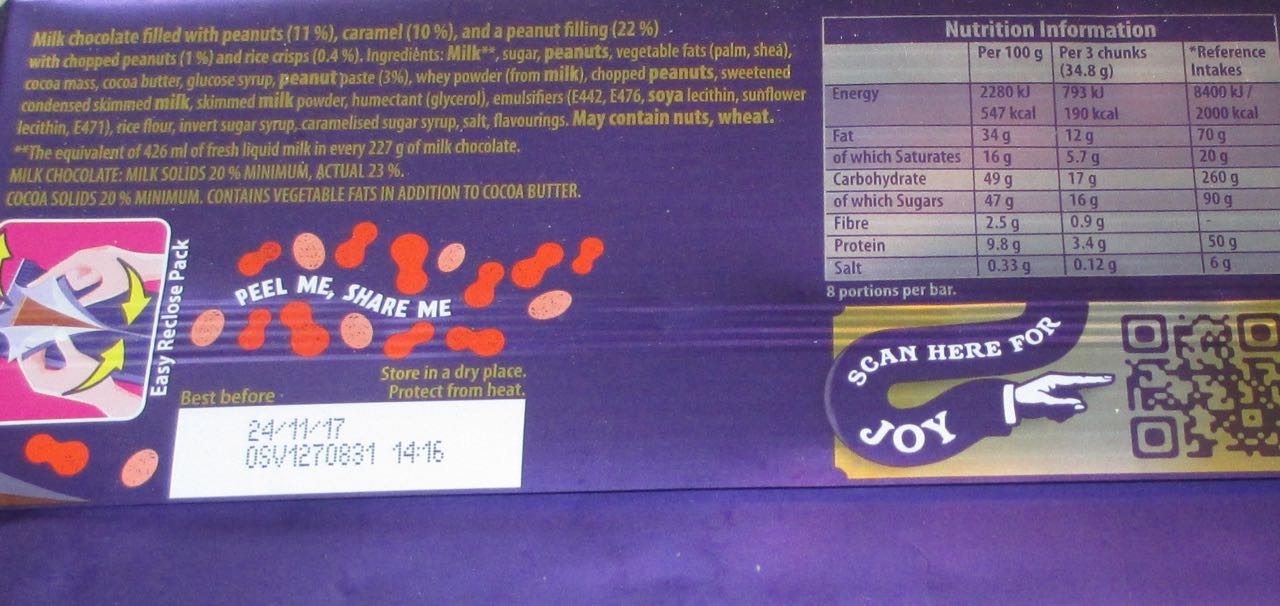 Milk chocolate filled with peanuts (11 %), caramel (10 %), and a peanut filling (22 %)
with chopped peanuts (1 %) and rice crisps (0.4 %). Ingredients: Milk**, sugar, peanuts, vegetable fats (palm, shea),
cocoa mass, cocoa butter, glucose syrup, peanut paste (3%), whey powder (from milk), chopped peanuts, sweetened
condensed skimmed milk, skimmed milk powder, humectant (glycerol), emulsifiers (E442, E476, soya lecithin, sunflower
lecithin, E471), rice flour, invert sugar syrup, caramelised sugar syrup, salt, flavourings. May contain nuts, wheat.
**The equivalent of 426 ml of fresh liquid milk in every 227 g of milk chocolate.
MILK CHOCOLATE: MILK SOLIDS 20 % MINIMUM, ACTUAL 23 %.
COCOA SOLIDS 20 % MINIMUM. CONTAINS VEGETABLE FATS IN ADDITION TO COCOA BUTTER.
Easy Reclose Pack
PEEL ME, SHARE ME
Store in a dry place.
Protect from heat.
Best before
24/11/17
OSV1270831 14:16
Nutrition Information
Per 100 g Per 3 chunks (34.8 g) *Reference Intakes
Energy 2280 kJ 793 kJ 8400 kJ /
547 kcal 190 kcal 2000 kcal
Fat 34 g 12 g 70 g
of which Saturates 16 g 5.7 g 20 g
Carbohydrate 49 g 17 g 260 g
of which Sugars 47 g 16 g 90 g
Fibre 2.5 g 0.9 g -
Protein 9.8 g 3.4 g 50 g
Salt 0.33 g 0.12 g 6 g
8 portions per bar.
SCAN HERE FOR
JOY